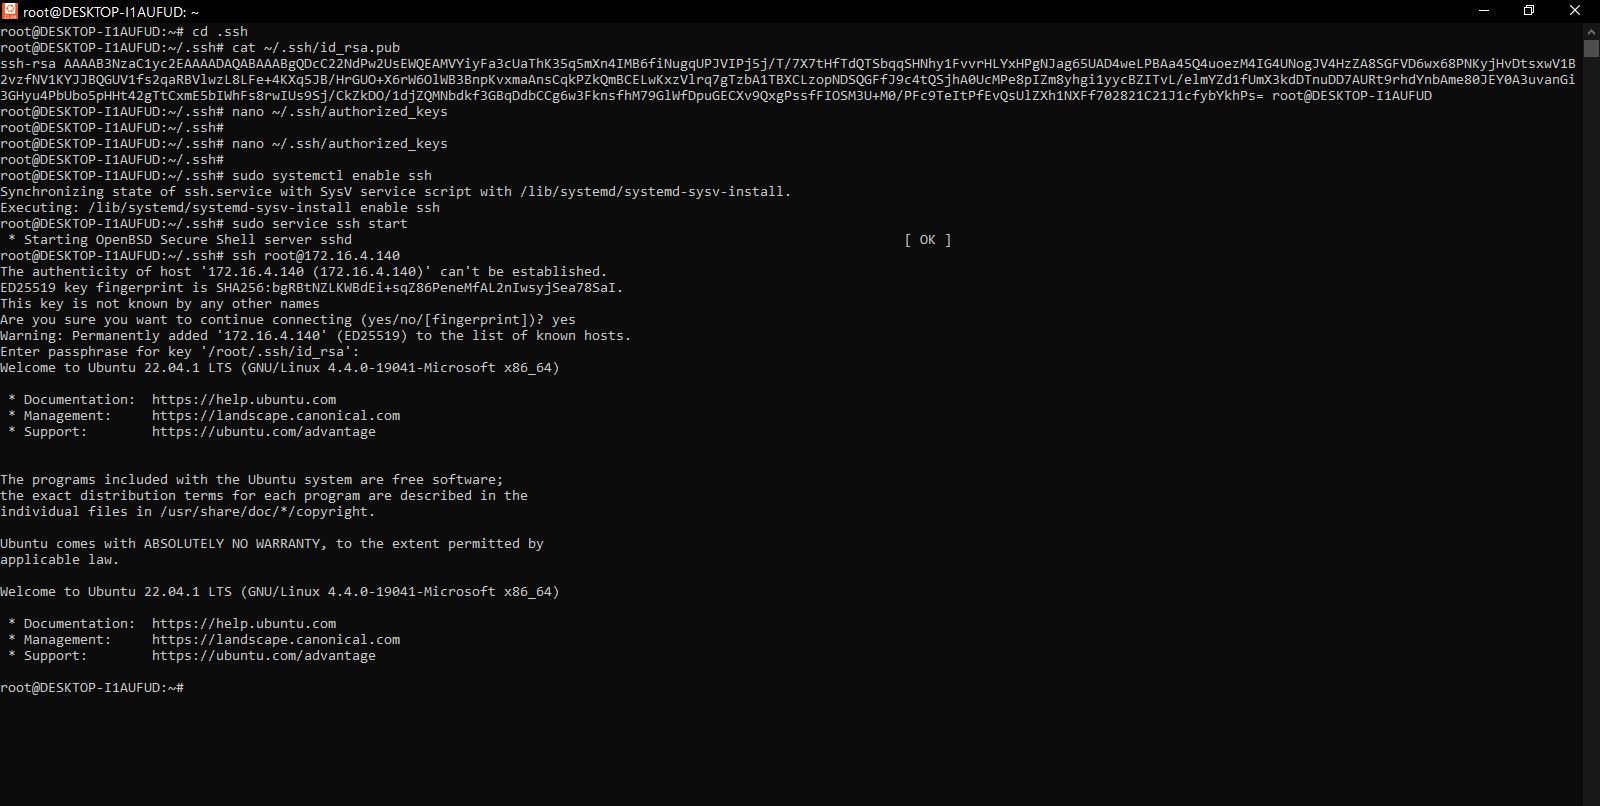 root@DESKTOP-I1AUFUD: ~
root@DESKTOP-I1AUFUD:~# cd .ssh
root@DESKTOP-I1AUFUD:~/.ssh# cat ~/.ssh/id_rsa.pub
ssh-rsa AAAAB3NzaC1yc2EAAAADAQABAAABgQDcC22NdPw2UsEWQEAMVYiyFa3cUaThK35q5mXn4IMB6fiNugqUPJVIPj5j/T/7X7tHfTdQTSbqqSHNhy1FvvrHLYxHPgNJag65UAD4weLPBAa45Q4uoezM4IG4UNogJV4HzZA8SGFVD6wx68PNKyjHvDtsxwV1B
2vzfNV1KYJJBQGUV1fs2qaRBVlwzL8LFe+4KXq5JB/HrGUO+X6rW6OlWB3BnpKvxmaAnsCqkPZkQmBCELwKxzVlrq7gTzbA1TBXCLzopNDSQGFfJ9c4tQSjhA0UcMPe8pIZm8yhgi1yycBZITvL/elmYZd1fUmX3kdDTnuDD7AURt9rhdYnbAme80JEY0A3uvanGi
3GHyu4PbUbo5pHHt42gTtCxmE5bIWhFs8rwIUs9Sj/CkZkDO/1djZQMNbdkf3GBqDdbCCg6w3FknsfhM79GlWfDpuGECXv9QxgPssfFIOSM3U+M0/PFc9TeItPfEvQsUlZXh1NXFf702821C21J1cfybYkhPs= root@DESKTOP-I1AUFUD
root@DESKTOP-I1AUFUD:~/.ssh# nano ~/.ssh/authorized_keys
root@DESKTOP-I1AUFUD:~/.ssh#
root@DESKTOP-I1AUFUD:~/.ssh# nano ~/.ssh/authorized_keys
root@DESKTOP-I1AUFUD:~/.ssh#
root@DESKTOP-I1AUFUD:~/.ssh# sudo systemctl enable ssh
Synchronizing state of ssh.service with SysV service script with /lib/systemd/systemd-sysv-install.
Executing: /lib/systemd/systemd-sysv-install enable ssh
root@DESKTOP-I1AUFUD:~/.ssh# sudo service ssh start
 * Starting OpenBSD Secure Shell server sshd [ OK ]
root@DESKTOP-I1AUFUD:~/.ssh# ssh root@172.16.4.140
The authenticity of host '172.16.4.140 (172.16.4.140)' can't be established.
ED25519 key fingerprint is SHA256:bgRBtNZLKWBdEi+sqZ86PeneMfAL2nIwsyjSea78SaI.
This key is not known by any other names
Are you sure you want to continue connecting (yes/no/[fingerprint])? yes
Warning: Permanently added '172.16.4.140' (ED25519) to the list of known hosts.
Enter passphrase for key '/root/.ssh/id_rsa':
Welcome to Ubuntu 22.04.1 LTS (GNU/Linux 4.4.0-19041-Microsoft x86_64)
 * Documentation:  https://help.ubuntu.com
 * Management:     https://landscape.canonical.com
 * Support:        https://ubuntu.com/advantage
The programs included with the Ubuntu system are free software;
the exact distribution terms for each program are described in the
individual files in /usr/share/doc/*/copyright.
Ubuntu comes with ABSOLUTELY NO WARRANTY, to the extent permitted by
applicable law.
Welcome to Ubuntu 22.04.1 LTS (GNU/Linux 4.4.0-19041-Microsoft x86_64)
 * Documentation:  https://help.ubuntu.com
 * Management:     https://landscape.canonical.com
 * Support:        https://ubuntu.com/advantage
root@DESKTOP-I1AUFUD:~#